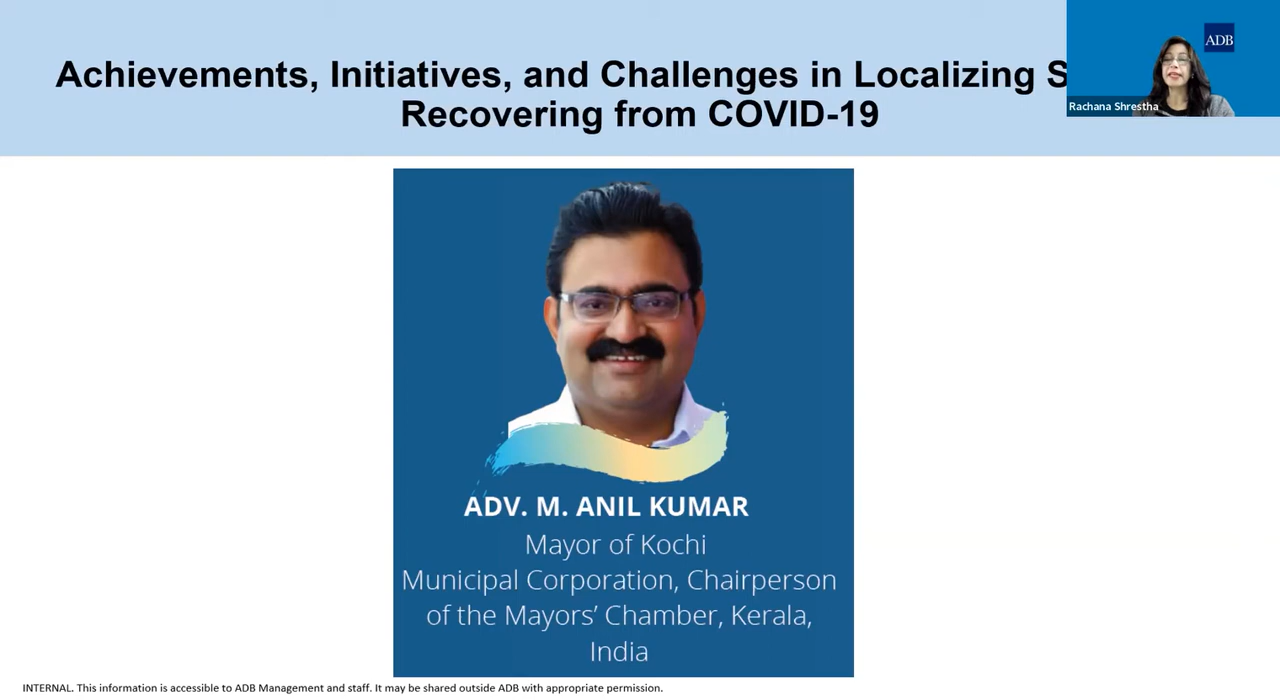 Achievements, Initiatives, and Challenges in Localizing S
Recovering from COVID-19
ADB
Rachana Shrestha
ADV. M. ANIL KUMAR
Mayor of Kochi
Municipal Corporation, Chairperson
of the Mayors’ Chamber, Kerala,
India
INTERNAL. This information is accessible to ADB Management and staff. It may be shared outside ADB with appropriate permission.